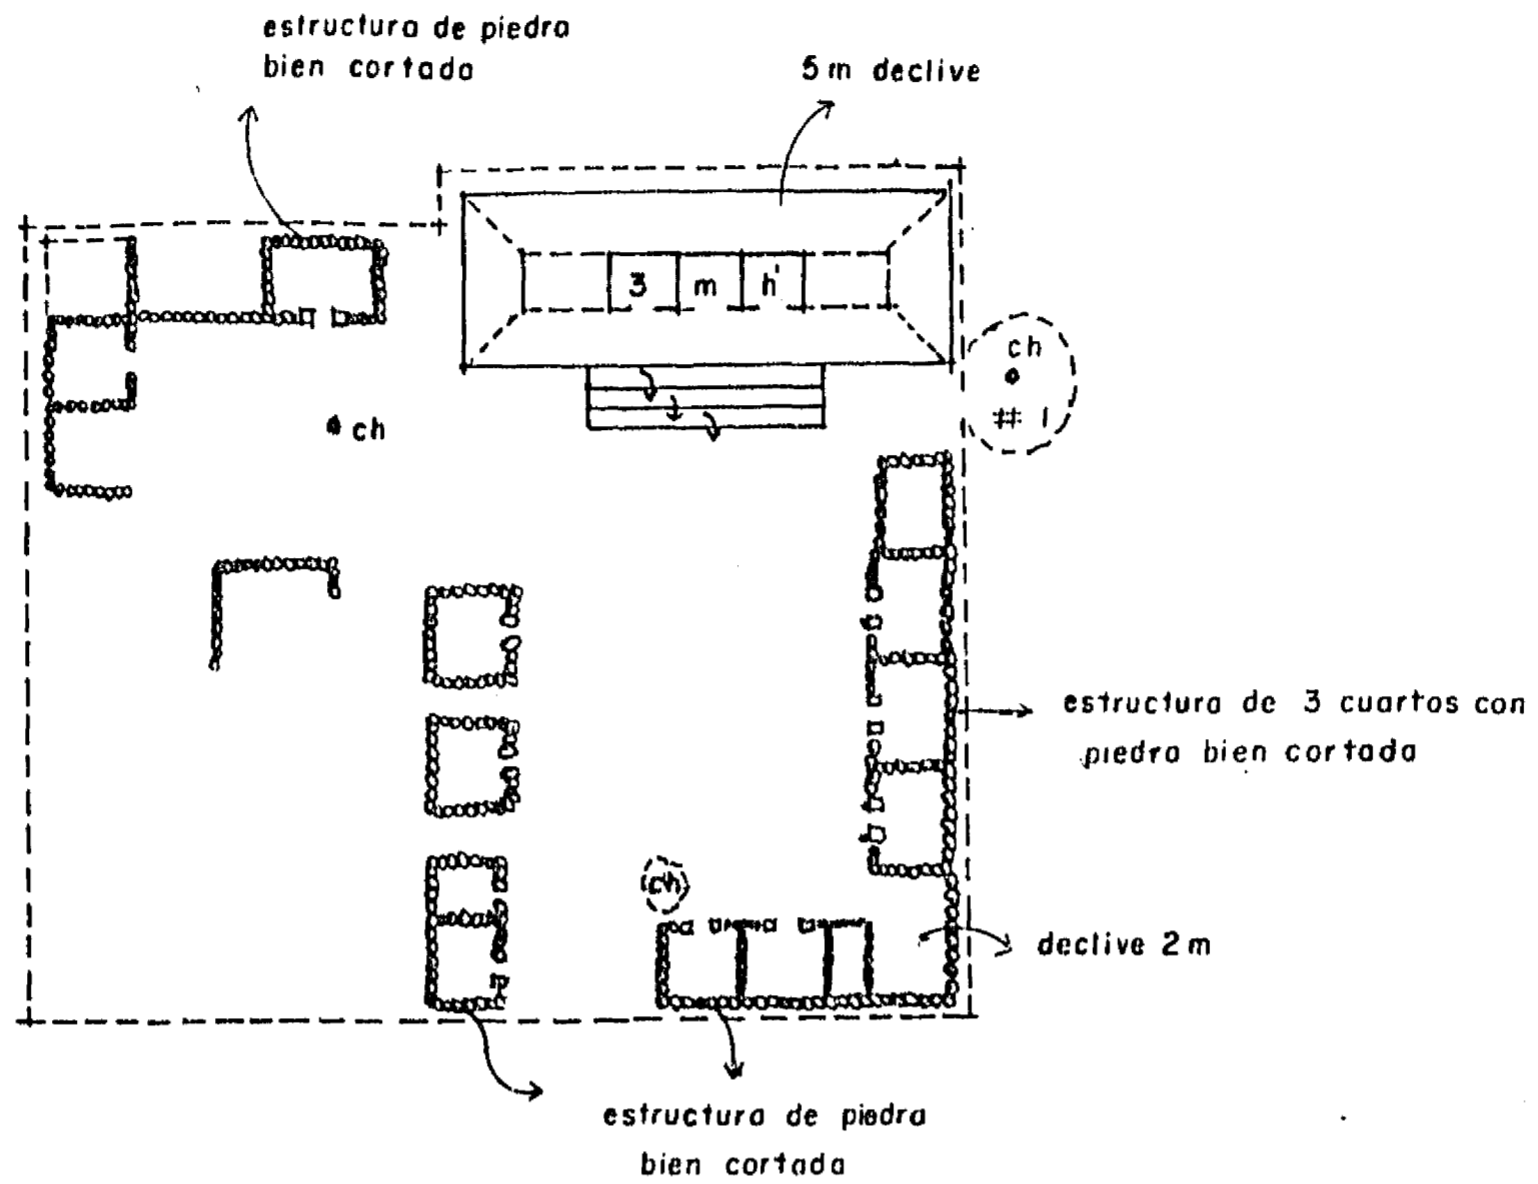 estructura de piedra
bien cortada
5 m declive
3 m h'
ch
# 1
ch
estructura de 3 cuartos con
piedra bien cortada
ch
declive 2 m
estructura de piedra
bien cortada